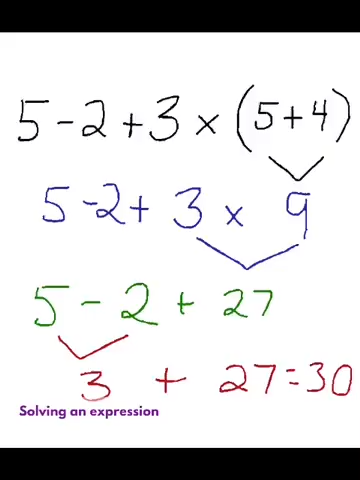 5 - 2 + 3 × (5 + 4)
5 - 2 + 3 × 9
5 - 2 + 27
3 + 27 = 30
Solving an expression